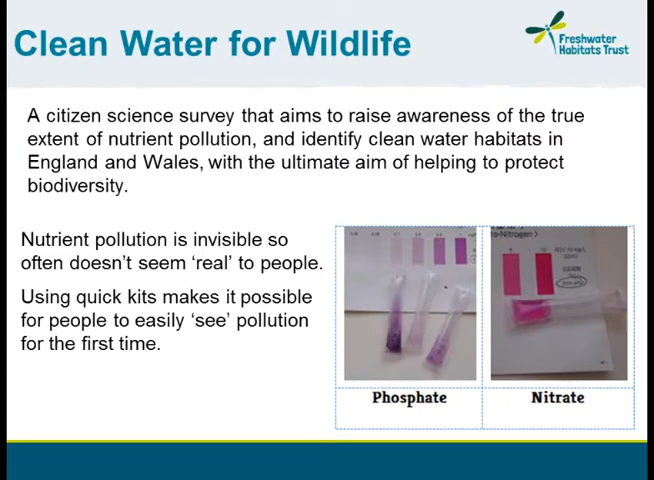 Clean Water for Wildlife
Freshwater
Habitats Trust
A citizen science survey that aims to raise awareness of the true
extent of nutrient pollution, and identify clean water habitats in
England and Wales, with the ultimate aim of helping to protect
biodiversity.
Nutrient pollution is invisible so
often doesn't seem 'real' to people.
Using quick kits makes it possible
for people to easily 'see' pollution
for the first time.
Phosphate
Nitrate